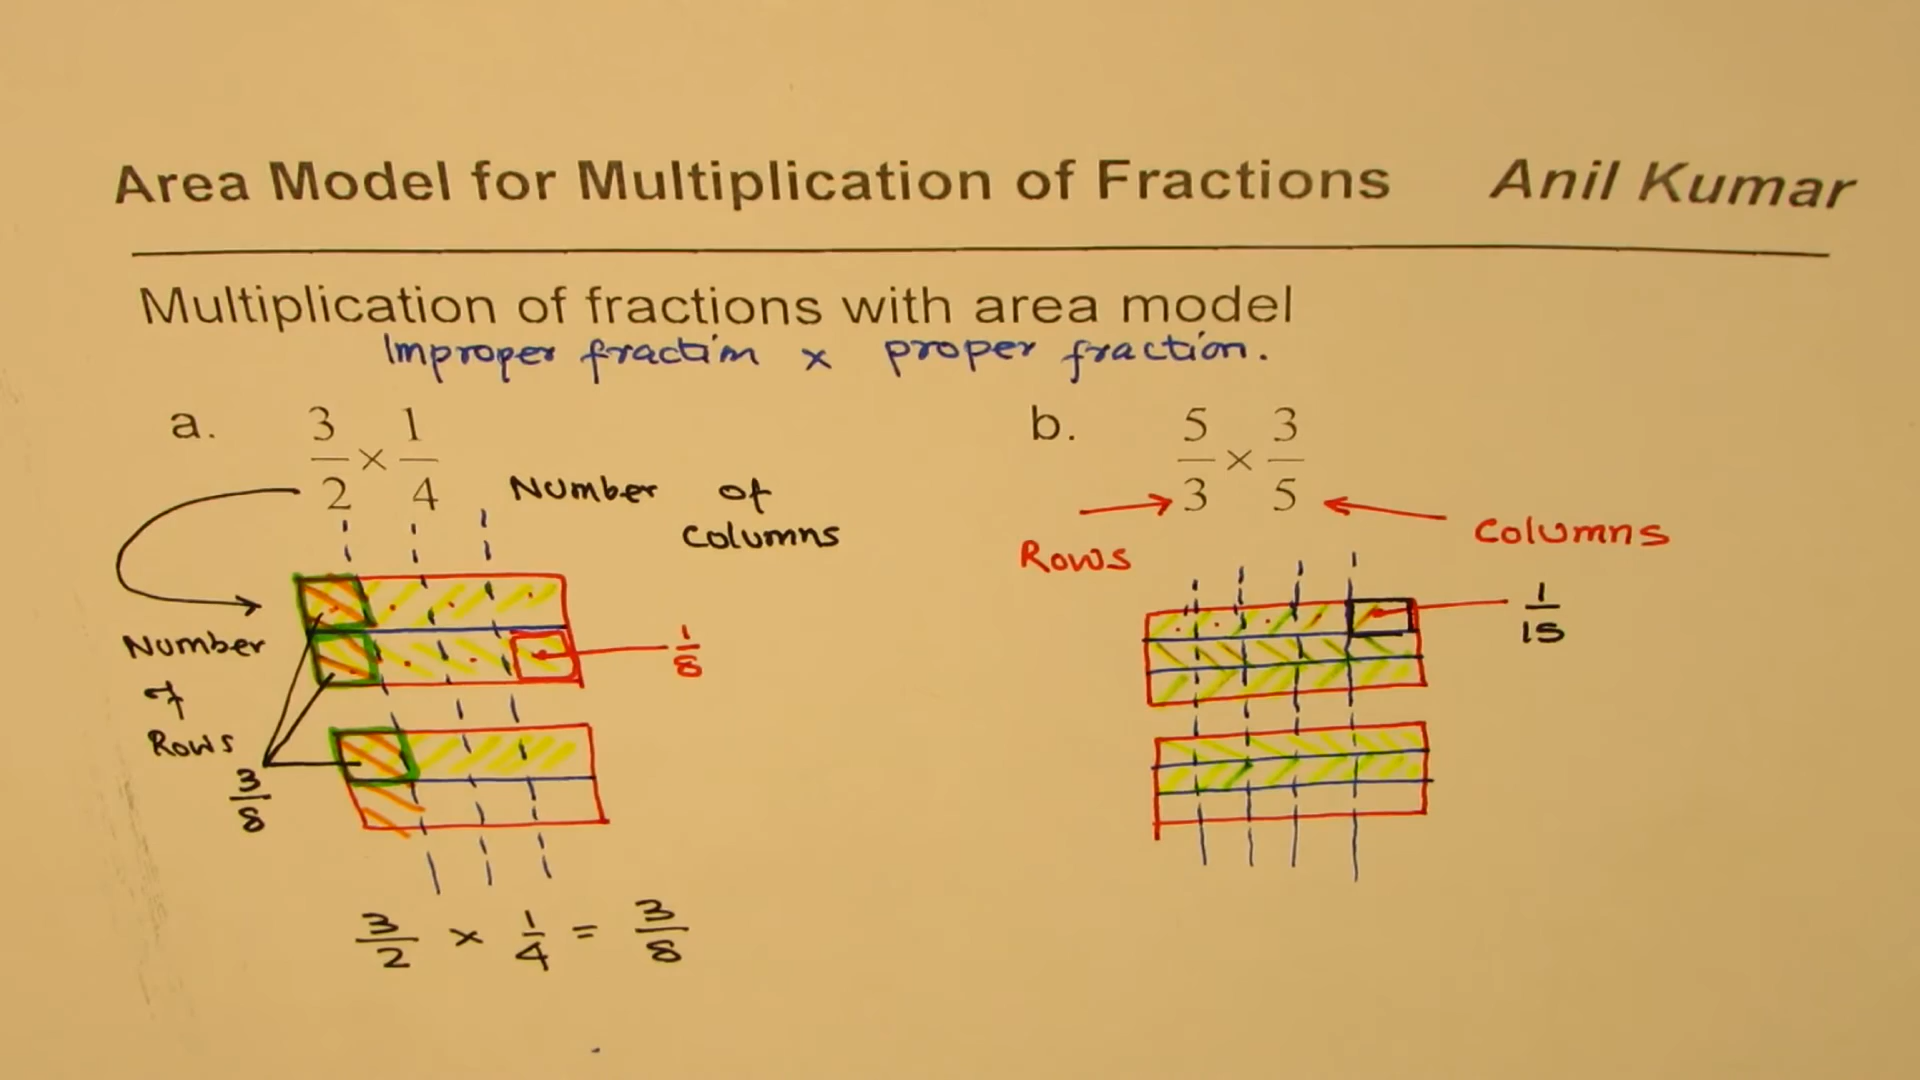 Area Model for Multiplication of Fractions Anil Kumar
Multiplication of fractions with area model
Improper fraction x proper fraction.
a. 3/2 × 1/4
b. 5/3 × 3/5
Number of
Columns
Number
of
Rows
1/8
3/8
3/2 x 1/4 = 3/8
Rows
Columns
1/15